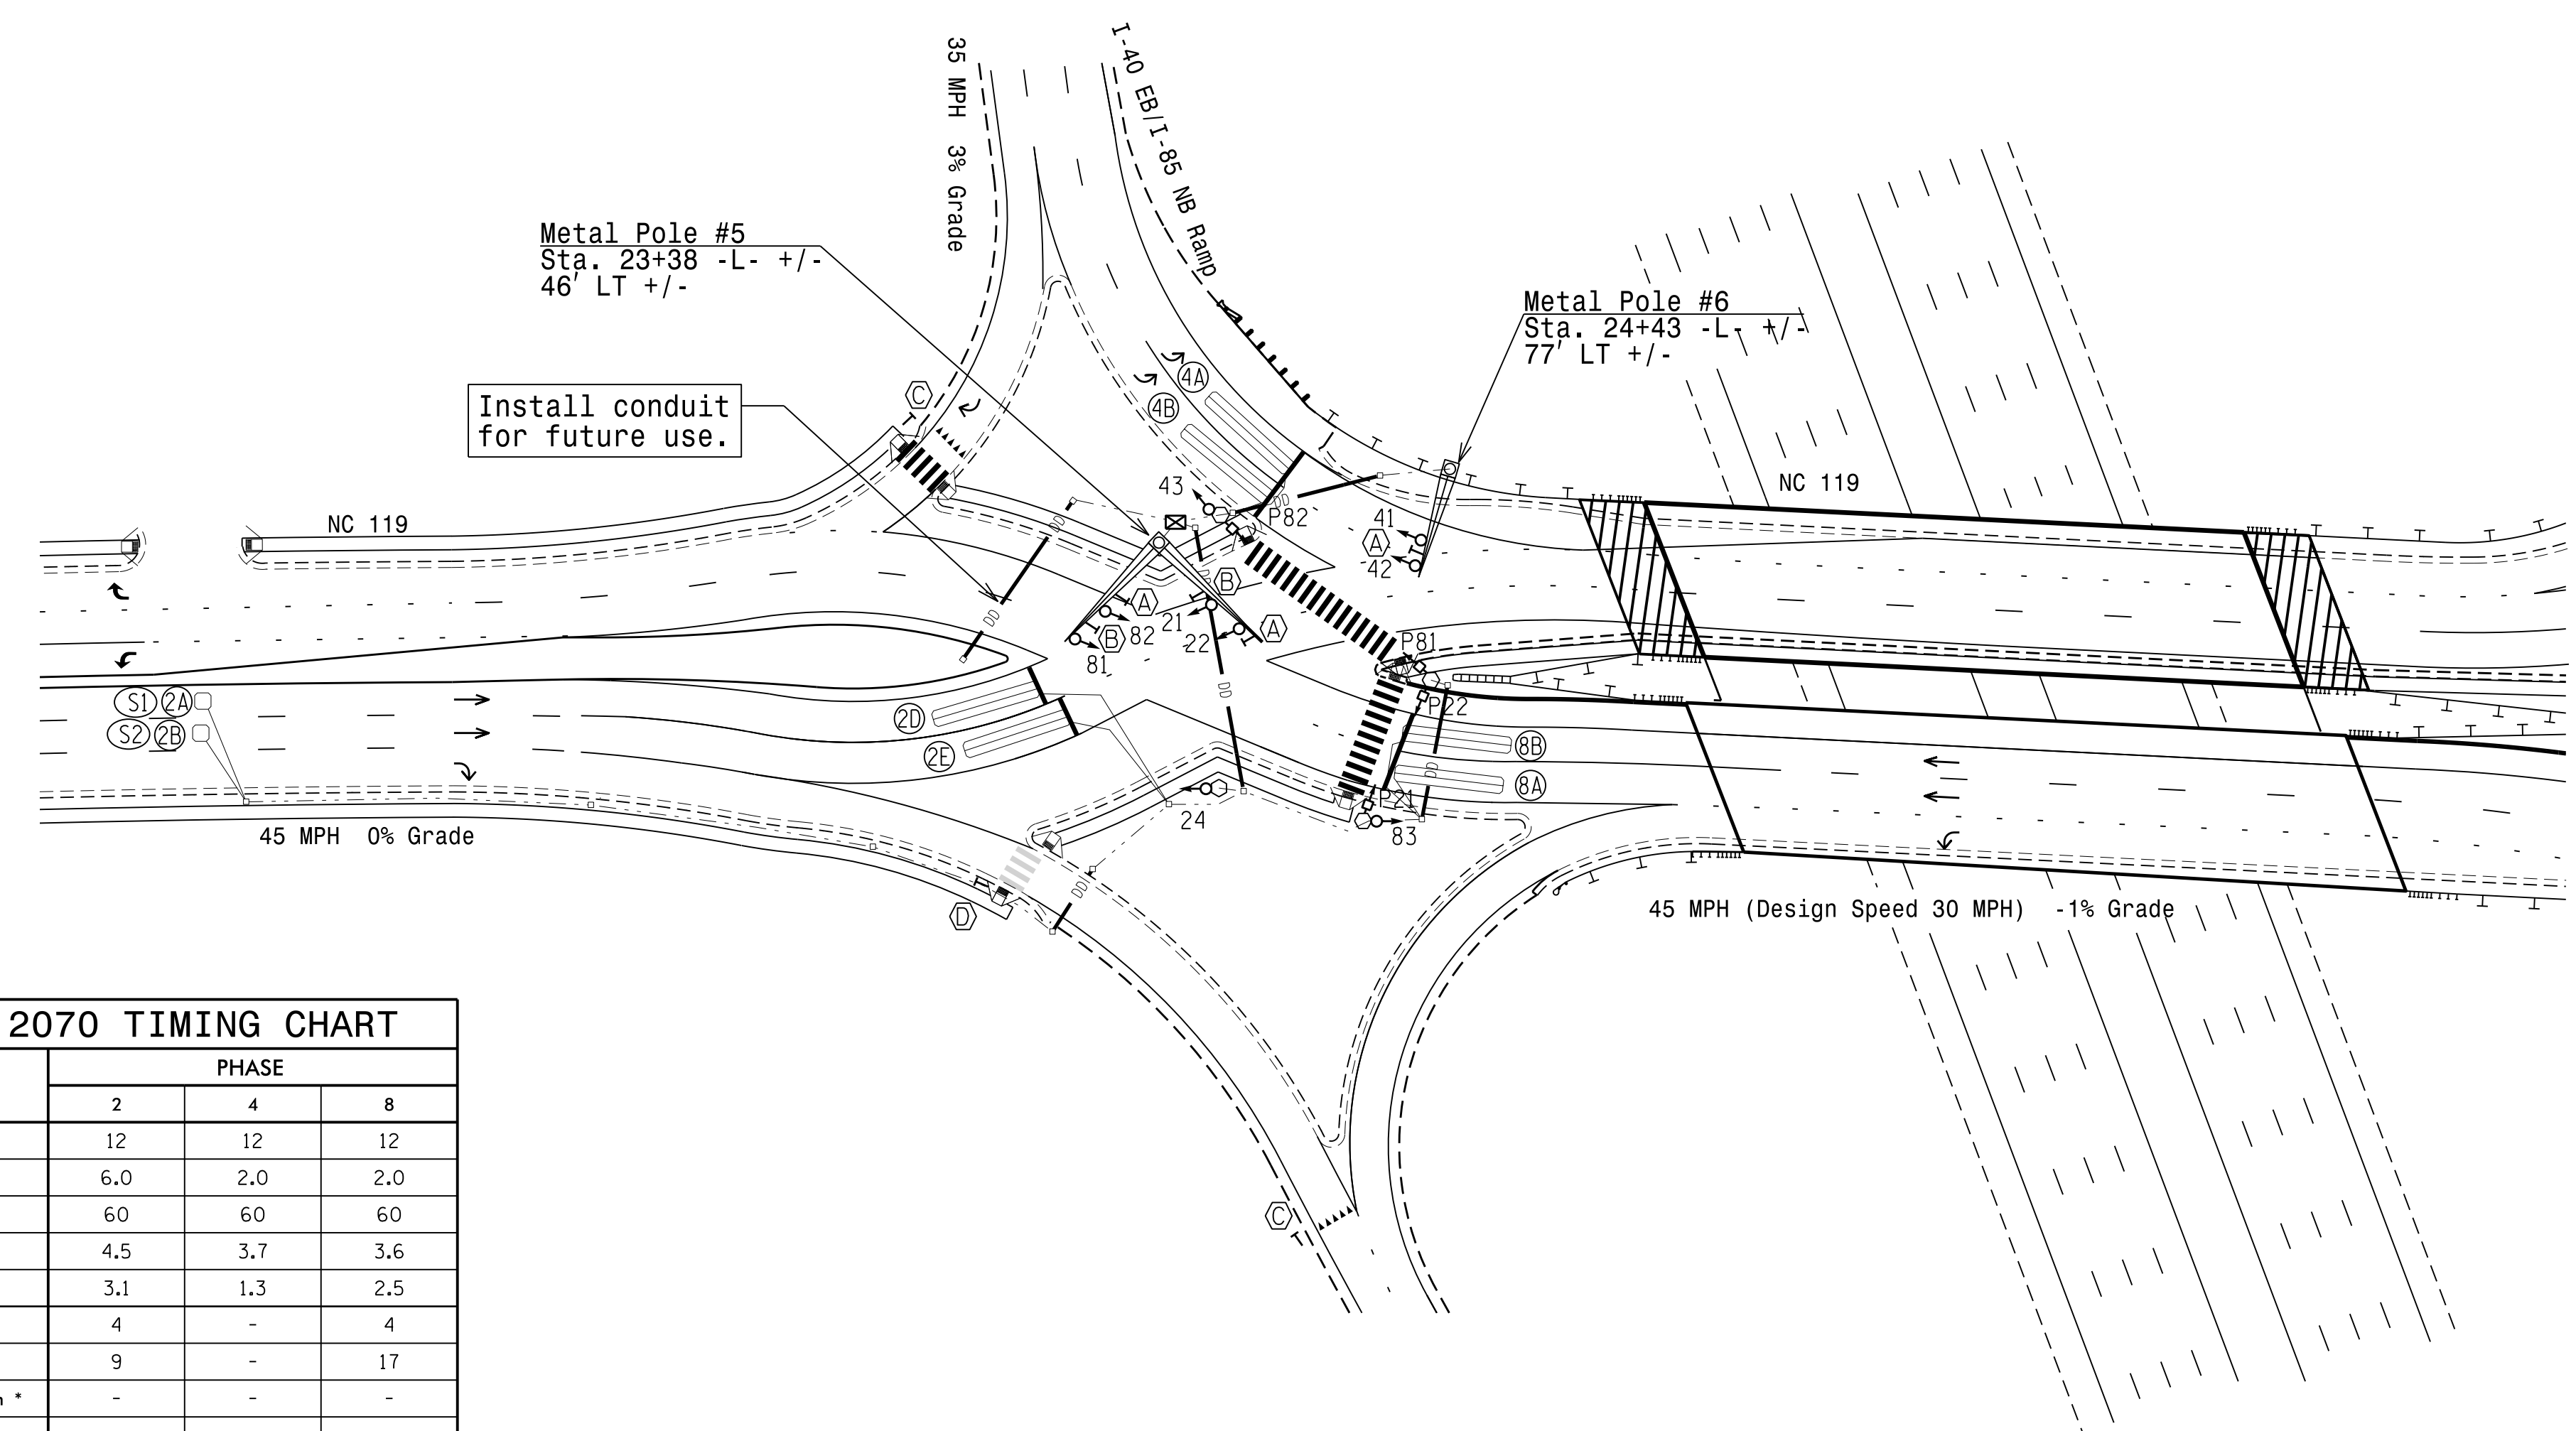 35 MPH  3% Grade
I-40 EB/I-85 NB Ramp
Metal Pole #5
Sta. 23+38 -L- +/-
46' LT +/-
Metal Pole #6
Sta. 24+43 -L- +/-
77' LT +/-
Install conduit
for future use.
C
4A
4B
43
P82
41
A
42
NC 119
NC 119
B
A
82
21
22
A
B
81
P81
P22
S1 2A
S2 2B
2D
2E
8B
8A
24
P21
83
45 MPH  0% Grade
D
45 MPH (Design Speed 30 MPH)  -1% Grade
C
2070 TIMING CHART
PHASE
2 4 8
12 12 12
6.0 2.0 2.0
60 60 60
4.5 3.7 3.6
3.1 1.3 2.5
4 - 4
9 - 17
* - - -